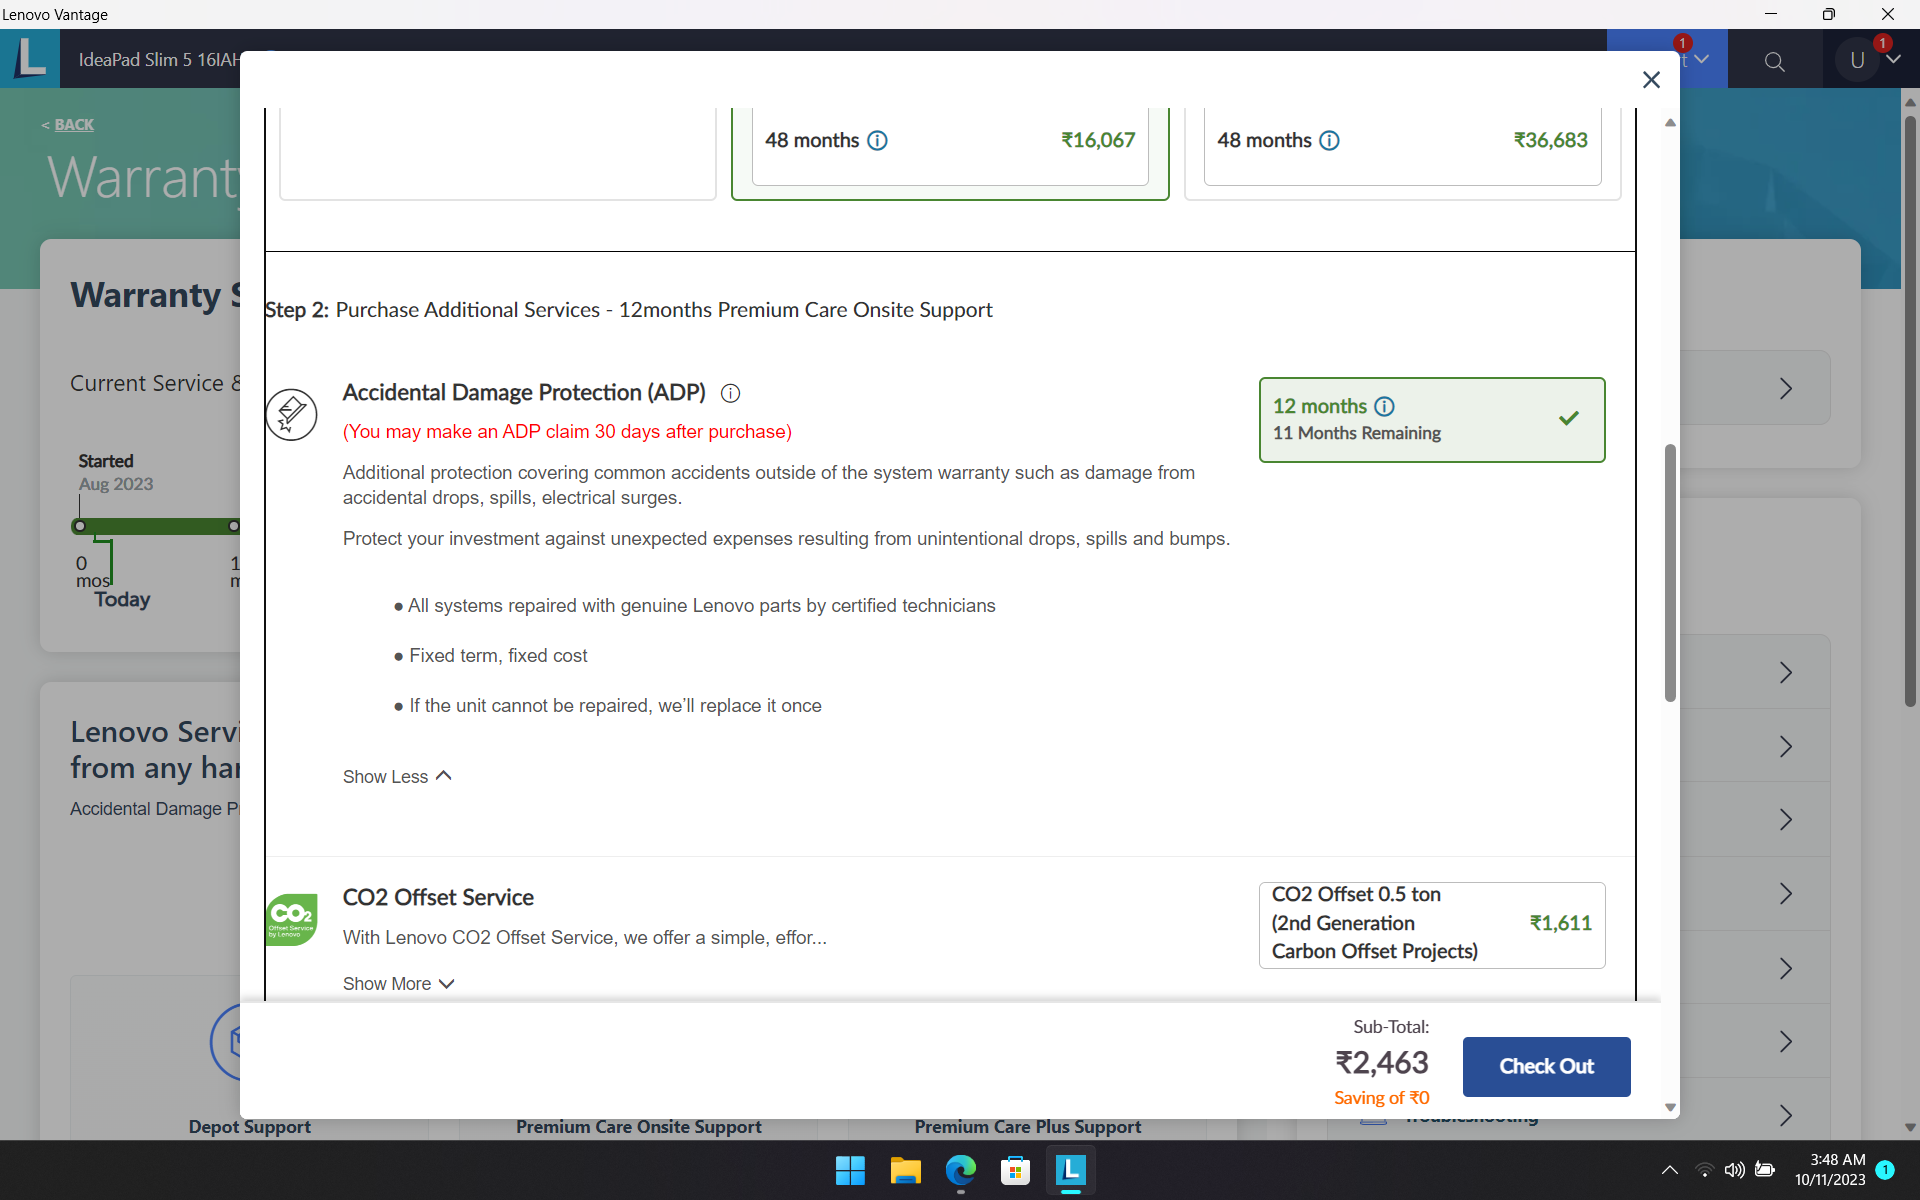 Lenovo Vantage
IdeaPad Slim 5 16IAH
1
U
1
< BACK
Warranty
48 months
₹16,067
48 months
₹36,683
Warranty S
Step 2: Purchase Additional Services - 12months Premium Care Onsite Support
Current Service &
Accidental Damage Protection (ADP)
(You may make an ADP claim 30 days after purchase)
12 months
11 Months Remaining
Additional protection covering common accidents outside of the system warranty such as damage from
accidental drops, spills, electrical surges.
Started
Aug 2023
Protect your investment against unexpected expenses resulting from unintentional drops, spills and bumps.
0
mos
Today
• All systems repaired with genuine Lenovo parts by certified technicians
• Fixed term, fixed cost
• If the unit cannot be repaired, we’ll replace it once
Lenovo Servi
from any har
Show Less
Accidental Damage P
CO2 Offset Service
CO2
Offset Service
by Lenovo
With Lenovo CO2 Offset Service, we offer a simple, effor...
CO2 Offset 0.5 ton
(2nd Generation
Carbon Offset Projects)
₹1,611
Show More
Sub-Total:
₹2,463
Saving of ₹0
Check Out
Depot Support
Premium Care Onsite Support
Premium Care Plus Support
Troubleshooting
3:48 AM
10/11/2023
1